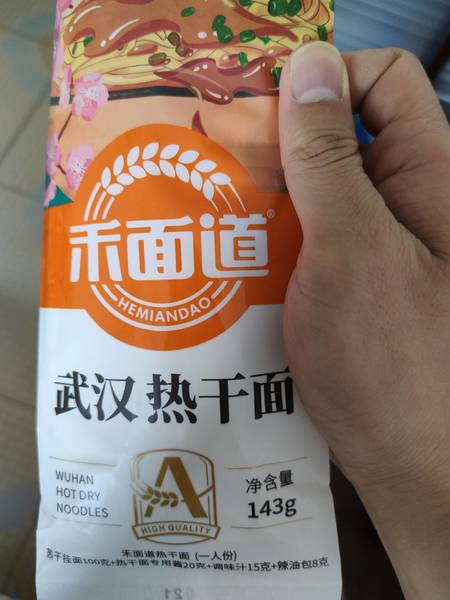 禾面道®
HEMIANDAO
武汉热干面
WUHAN
HOT DRY
NOODLES
A
HIGH QUALITY
净含量
143g
禾面道热干面 (一人份)
干挂面100克+热干面专用酱20克+调味汁15克+辣油包8克
021